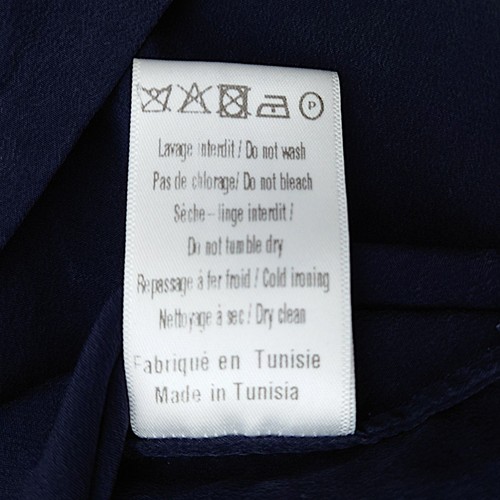 P
Lavage interdit / Do not wash
Pas de chlorage/ Do not bleach
Sèche-linge interdit /
Do not tumble dry
Repassage à fer froid / Cold ironing
Nettoyage à sec / Dry clean
Fabriqué en Tunisie
Made in Tunisia